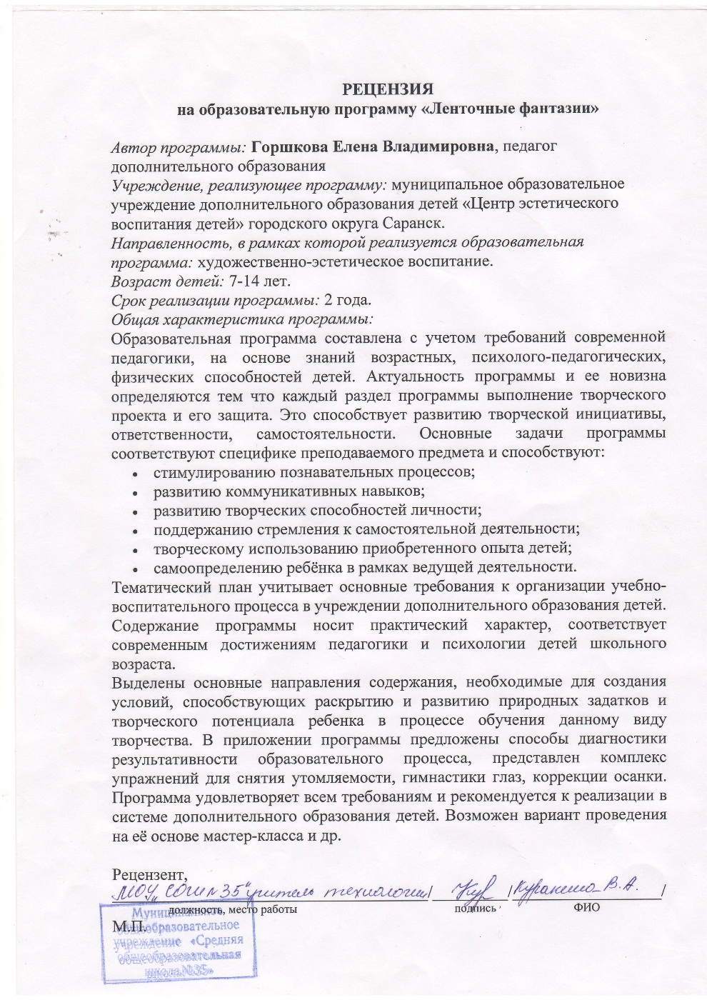 РЕЦЕНЗИЯ
на образовательную программу «Ленточные фантазии»
Автор программы: Горшкова Елена Владимировна, педагог
дополнительного образования
Учреждение, реализующее программу: муниципальное образовательное
учреждение дополнительного образования детей «Центр эстетического
воспитания детей» городского округа Саранск.
Направленность, в рамках которой реализуется образовательная
программа: художественно-эстетическое воспитание.
Возраст детей: 7-14 лет.
Срок реализации программы: 2 года.
Общая характеристика программы:
Образовательная программа составлена с учетом требований современной
педагогики, на основе знаний возрастных, психолого-педагогических,
физических способностей детей. Актуальность программы и ее новизна
определяются тем что каждый раздел программы выполнение творческого
проекта и его защита. Это способствует развитию творческой инициативы,
ответственности, самостоятельности. Основные задачи программы
соответствуют специфике преподаваемого предмета и способствуют:
• стимулированию познавательных процессов;
• развитию коммуникативных навыков;
• развитию творческих способностей личности;
• поддержанию стремления к самостоятельной деятельности;
• творческому использованию приобретенного опыта детей;
• самоопределению ребёнка в рамках ведущей деятельности.
Тематический план учитывает основные требования к организации учебно-
воспитательного процесса в учреждении дополнительного образования детей.
Содержание программы носит практический характер, соответствует
современным достижениям педагогики и психологии детей школьного
возраста.
Выделены основные направления содержания, необходимые для создания
условий, способствующих раскрытию и развитию природных задатков и
творческого потенциала ребенка в процессе обучения данному виду
творчества. В приложении программы предложены способы диагностики
результативности образовательного процесса, представлен комплекс
упражнений для снятия утомляемости, гимнастики глаз, коррекции осанки.
Программа удовлетворяет всем требованиям и рекомендуется к реализации в
системе дополнительного образования детей. Возможен вариант проведения
на её основе мастер-класса и др.
Рецензент,
МОУ „СОШ №35" учитель технологии/ / В.А. /
должность, место работы подпись ФИО
М.П.
Муниципальное
общеобразовательное
учреждение «Средняя
общеобразовательная
школа №35»